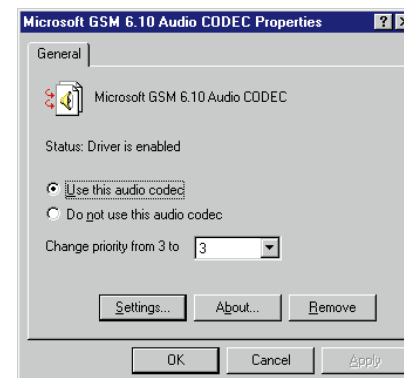 Microsoft GSM 6.10 Audio CODEC Properties
General
Microsoft GSM 6.10 Audio CODEC
Status: Driver is enabled
Use this audio codec
Do not use this audio codec
Change priority from 3 to 3
Settings... About... Remove
OK Cancel Apply